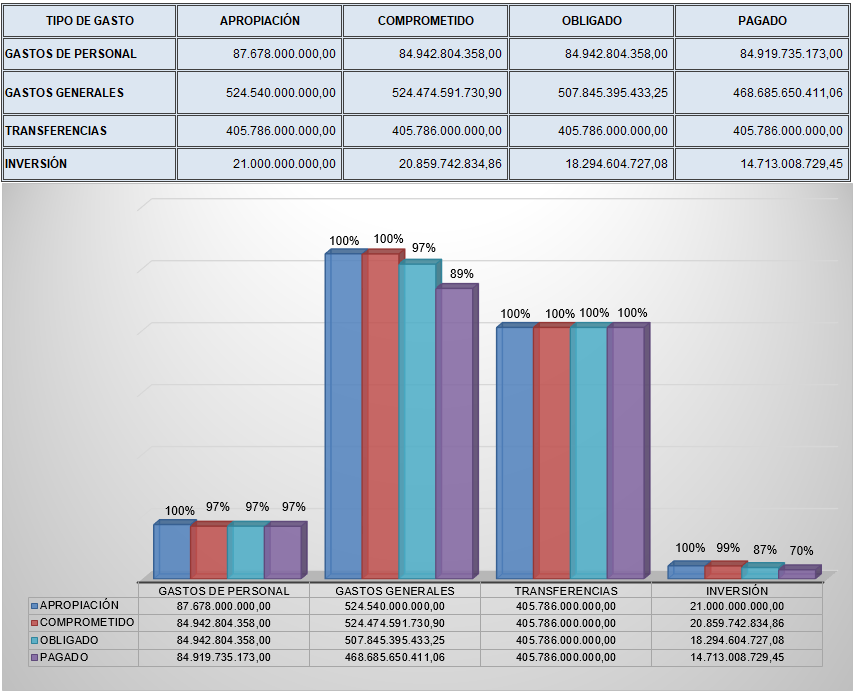 TIPO DE GASTO APROPIACIÓN COMPROMETIDO OBLIGADO PAGADO
GASTOS DE PERSONAL 87.678.000.000,00 84.942.804.358,00 84.942.804.358,00 84.919.735.173,00
GASTOS GENERALES 524.540.000.000,00 524.474.591.730,90 507.845.395.433,25 468.685.650.411,06
TRANSFERENCIAS 405.786.000.000,00 405.786.000.000,00 405.786.000.000,00 405.786.000.000,00
INVERSIÓN 21.000.000.000,00 20.859.742.834,86 18.294.604.727,08 14.713.008.729,45
100% 97% 97% 97%
100% 100% 97% 89%
100% 100% 100% 100%
100% 99% 87% 70%
GASTOS DE PERSONAL GASTOS GENERALES TRANSFERENCIAS INVERSIÓN
APROPIACIÓN 87.678.000.000,00 524.540.000.000,00 405.786.000.000,00 21.000.000.000,00
COMPROMETIDO 84.942.804.358,00 524.474.591.730,90 405.786.000.000,00 20.859.742.834,86
OBLIGADO 84.942.804.358,00 507.845.395.433,25 405.786.000.000,00 18.294.604.727,08
PAGADO 84.919.735.173,00 468.685.650.411,06 405.786.000.000,00 14.713.008.729,45